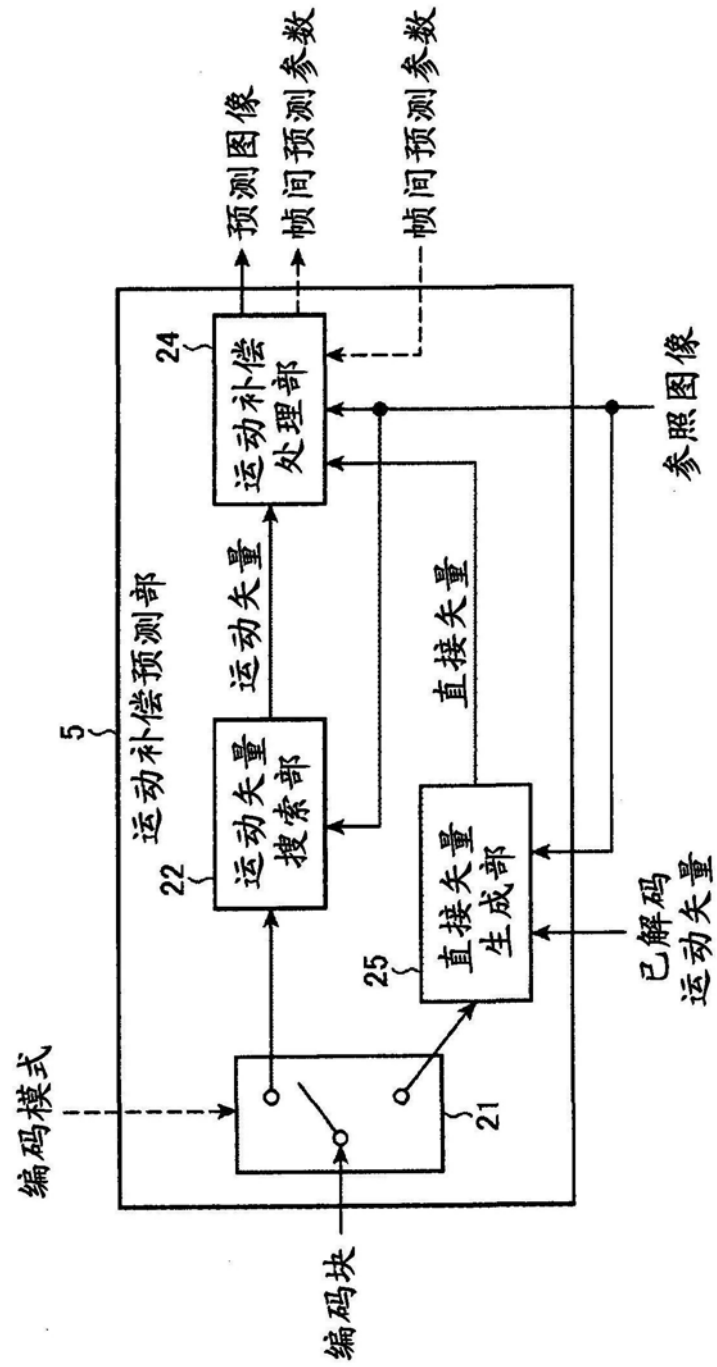 编码模式
5
运动补偿预测部
22
运动矢量
搜索部
运动矢量
24
运动补偿
处理部
预测图像
帧间预测参数
帧间预测参数
编码块
21
25
直接矢量
生成部
直接矢量
已解码
运动矢量
参照图像